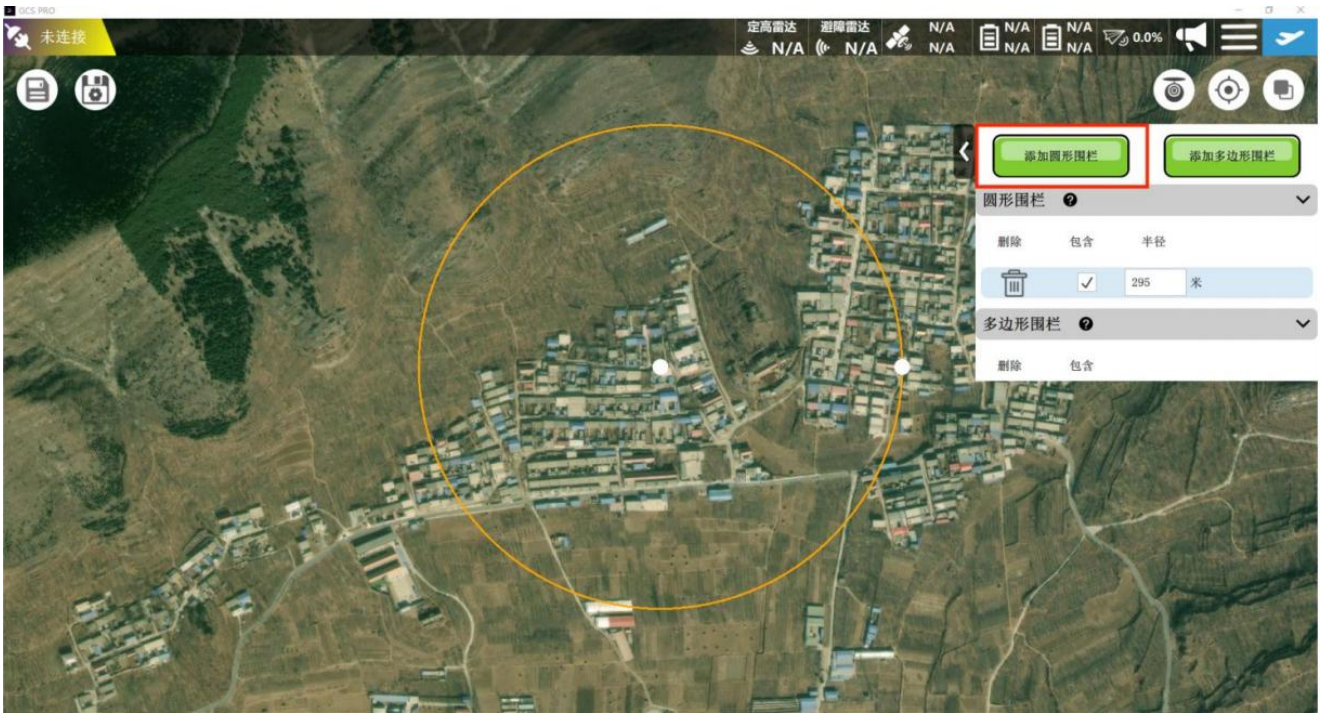 GCS PRO
未连接
定高雷达 避障雷达 N/A N/A N/A 0.0%
N/A N/A N/A N/A N/A
添加圆形围栏 添加多边形围栏
圆形围栏 ?
删除 包含 半径
295 米
多边形围栏 ?
删除 包含